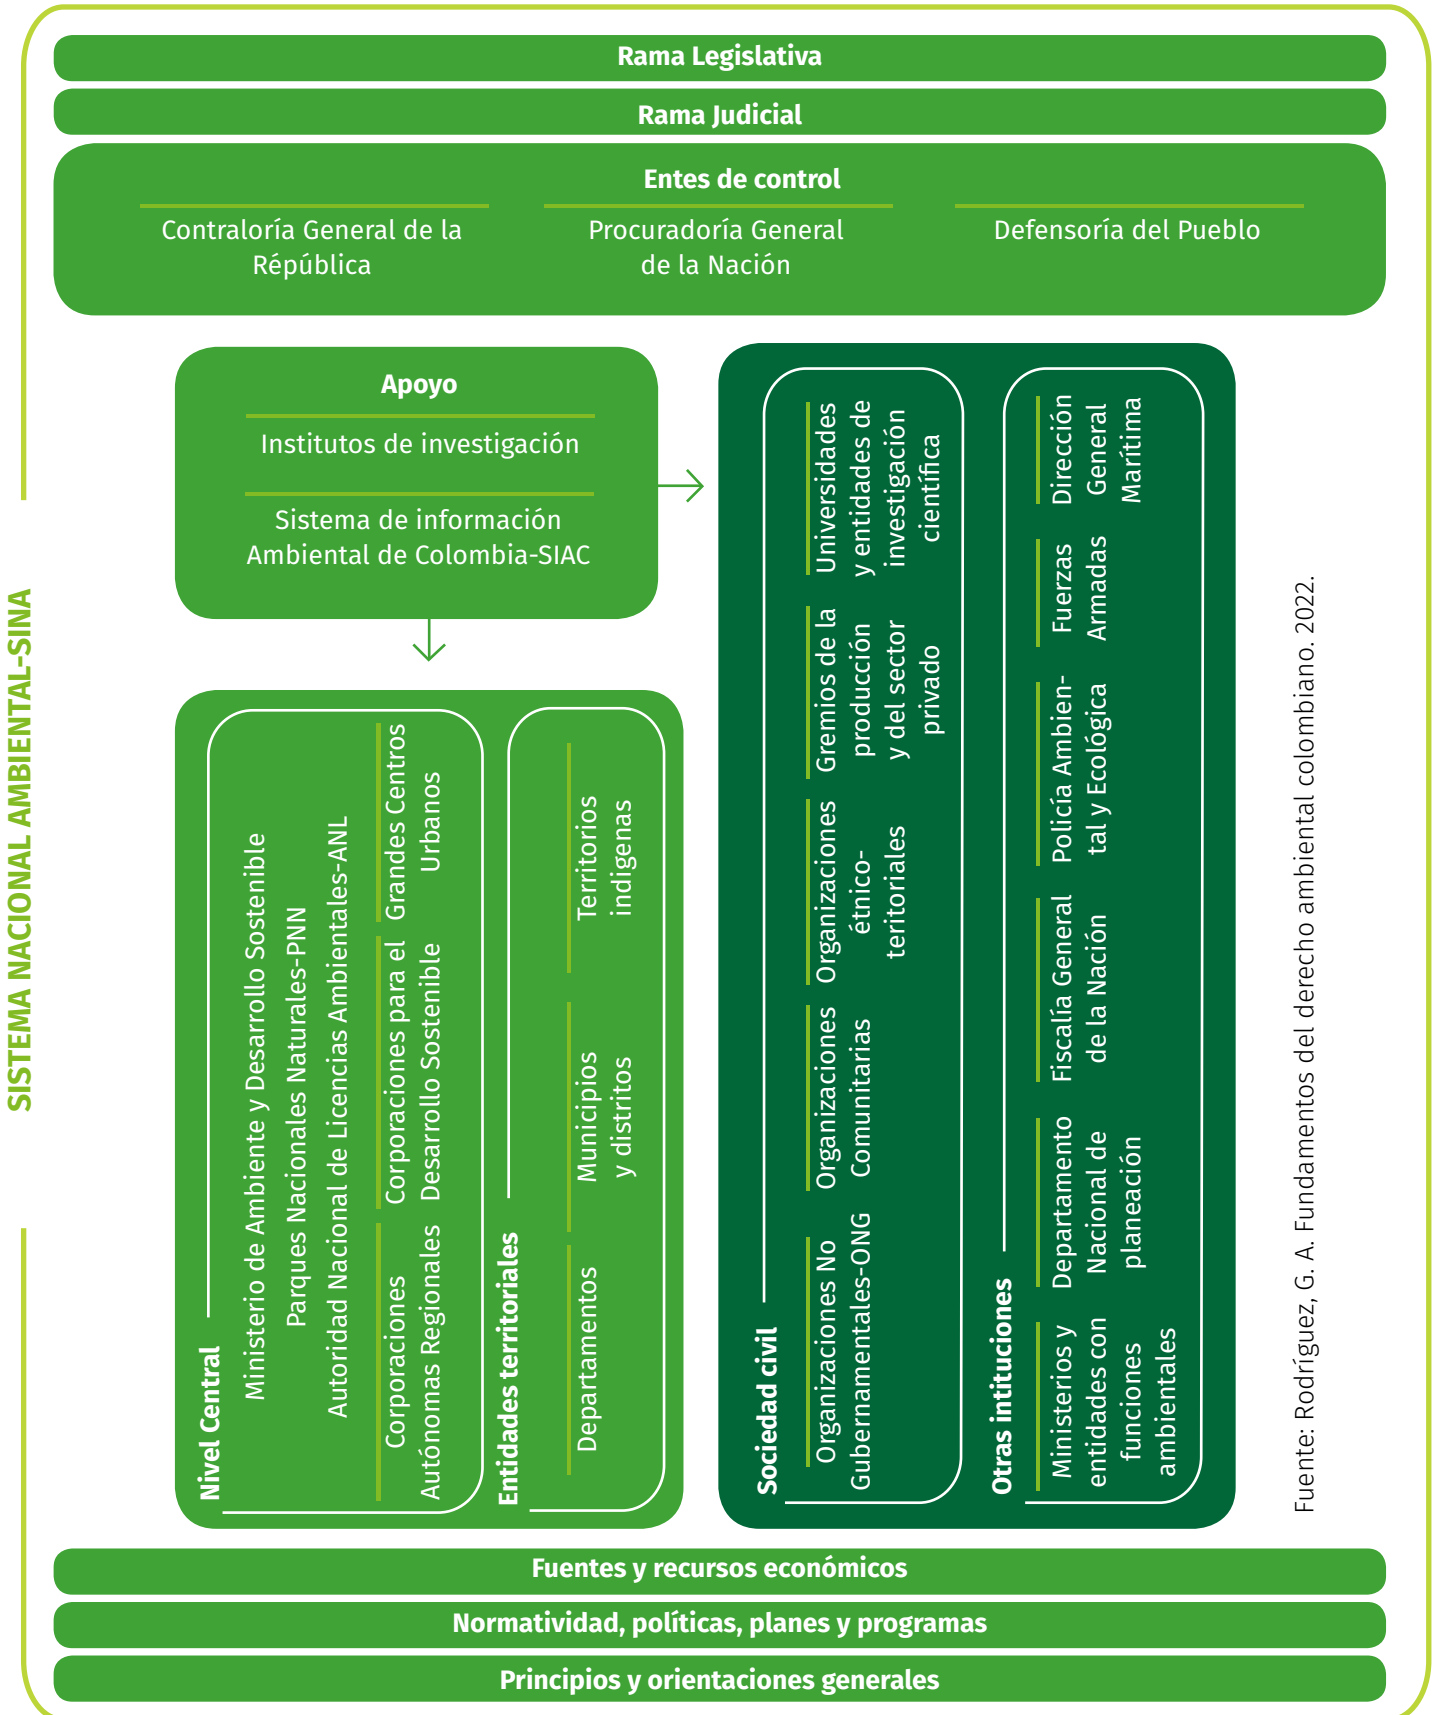 SISTEMA NACIONAL AMBIENTAL-SINA
Rama Legislativa
Rama Judicial
Entes de control
Contraloría General de la
Républica
Procuradoría General
de la Nación
Defensoría del Pueblo
Apoyo
Institutos de investigación
Sistema de información
Ambiental de Colombia-SIAC
Nivel Central
Ministerio de Ambiente y Desarrollo Sostenible
Parques Nacionales Naturales-PNN
Autoridad Nacional de Licencias Ambientales-ANL
Corporaciones
Autónomas Regionales
Corporaciones para el
Desarrollo Sostenible
Grandes Centros
Urbanos
Entidades territoriales
Departamentos
Municipios
y distritos
Territorios
indigenas
Sociedad civil
Organizaciones No
Gubernamentales-ONG
Organizaciones
Comunitarias
Organizaciones
étnico-
teritoriales
Gremios de la
producción
y del sector
privado
Universidades
y entidades de
investigación
científica
Otras intituciones
Ministerios y
entidades con
funciones
ambientales
Departamento
Nacional de
planeación
Fiscalía General
de la Nación
Policía Ambien-
tal y Ecológica
Fuerzas
Armadas
Dirección
General
Marítima
Fuente: Rodríguez, G. A. Fundamentos del derecho ambiental colombiano. 2022.
Fuentes y recursos económicos
Normatividad, políticas, planes y programas
Principios y orientaciones generales